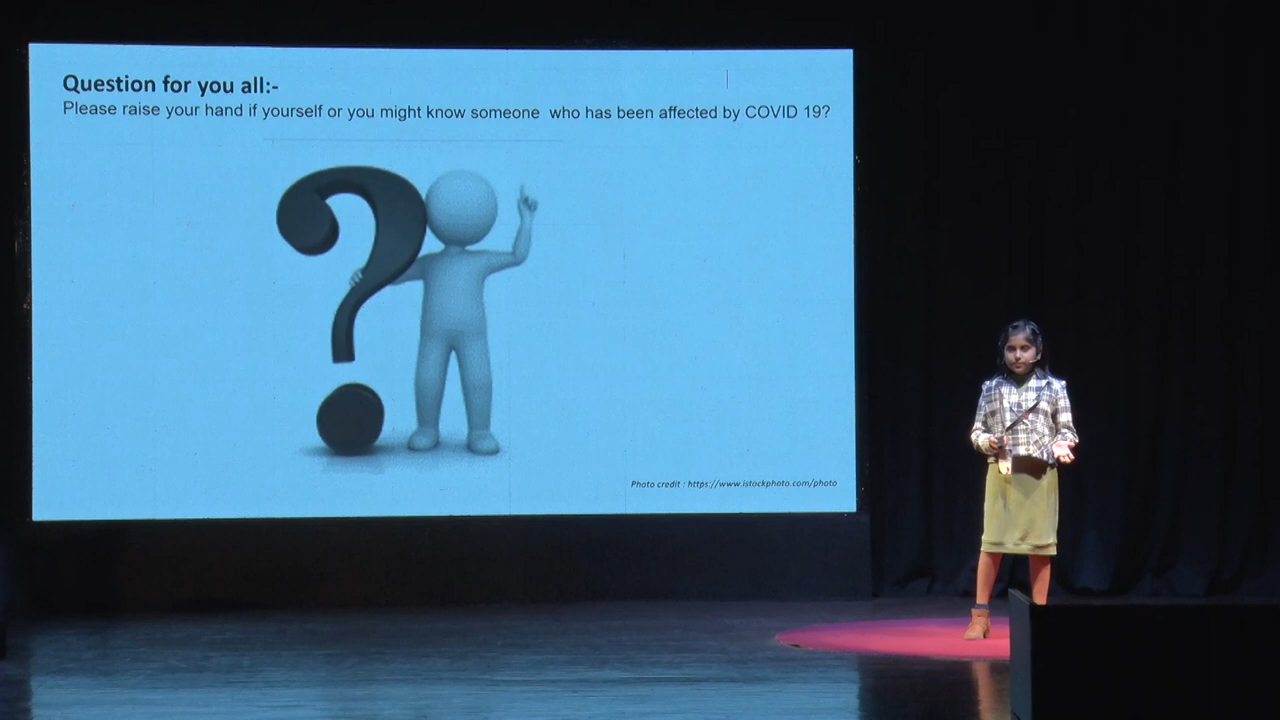 Question for you all:-
Please raise your hand if yourself or you might know someone who has been affected by COVID 19?
Photo credit : https://www.istockphoto.com/photo